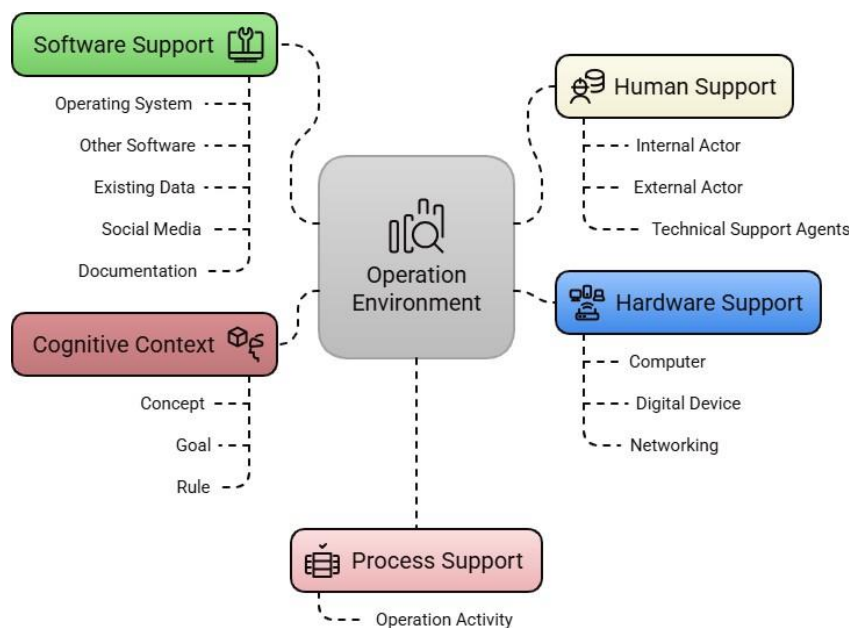 Software Support
Operating System
Other Software
Existing Data
Social Media
Documentation
Cognitive Context
Concept
Goal
Rule
Operation
Environment
Human Support
Internal Actor
External Actor
Technical Support Agents
Hardware Support
Computer
Digital Device
Networking
Process Support
Operation Activity